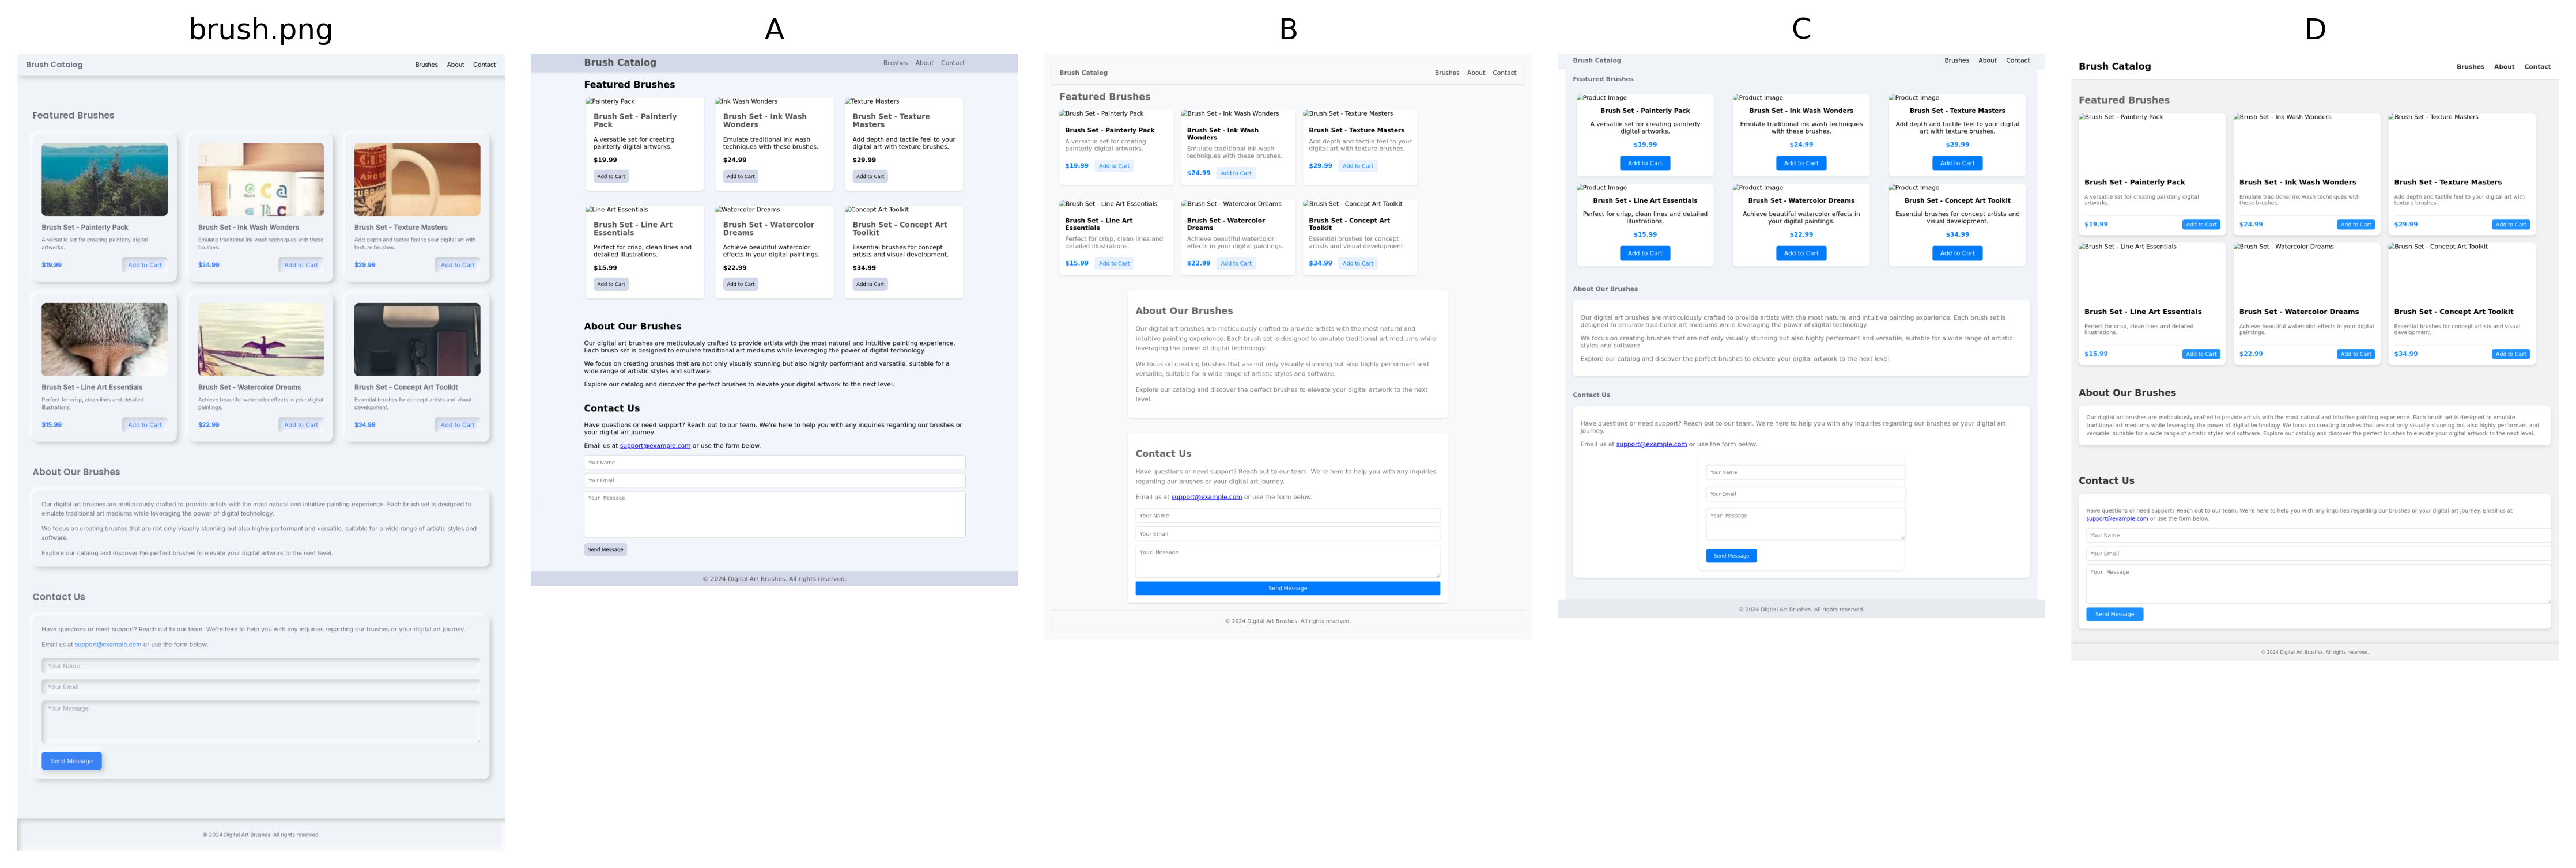 brush.png
Brush Catalog
Brushes About Contact
Featured Brushes
Brush Set - Painterly Pack
A versatile set for creating painterly digital
artworks.
$19.99 Add to Cart
Brush Set - Ink Wash Wonders
Emulate traditional ink wash techniques with these
brushes.
$24.99 Add to Cart
Brush Set - Texture Masters
Add depth and tactile feel to your digital art with
texture brushes.
$29.99 Add to Cart
Brush Set - Line Art Essentials
Perfect for crisp, clean lines and detailed
illustrations.
$15.99 Add to Cart
Brush Set - Watercolor Dreams
Achieve beautiful watercolor effects in your digital
paintings.
$22.99 Add to Cart
Brush Set - Concept Art Toolkit
Essential brushes for concept artists and visual
development.
$34.99 Add to Cart
About Our Brushes
Our digital art brushes are meticulously crafted to provide artists with the most natural and intuitive painting experience. Each brush set is designed to
emulate traditional art mediums while leveraging the power of digital technology.
We focus on creating brushes that are not only visually stunning but also highly performant and versatile, suitable for a wide range of artistic styles and
software.
Explore our catalog and discover the perfect brushes to elevate your digital artwork to the next level.
Contact Us
Have questions or need support? Reach out to our team. We're here to help you with any inquiries regarding our brushes or your digital art journey.
Email us at support@example.com or use the form below.
Your Name
Your Email
Your Message
Send Message
© 2024 Digital Art Brushes. All rights reserved.
A
Brush Catalog
Brushes About Contact
Featured Brushes
Painterly Pack
Brush Set - Painterly
Pack
A versatile set for creating
painterly digital artworks.
$19.99
Add to Cart
Ink Wash Wonders
Brush Set - Ink Wash
Wonders
Emulate traditional ink wash
techniques with these brushes.
$24.99
Add to Cart
Texture Masters
Brush Set - Texture
Masters
Add depth and tactile feel to your
digital art with texture brushes.
$29.99
Add to Cart
Line Art Essentials
Brush Set - Line Art
Essentials
Perfect for crisp, clean lines and
detailed illustrations.
$15.99
Add to Cart
Watercolor Dreams
Brush Set - Watercolor
Dreams
Achieve beautiful watercolor
effects in your digital paintings.
$22.99
Add to Cart
Concept Art Toolkit
Brush Set - Concept Art
Toolkit
Essential brushes for concept
artists and visual development.
$34.99
Add to Cart
About Our Brushes
Our digital art brushes are meticulously crafted to provide artists with the most natural and intuitive painting experience.
Each brush set is designed to emulate traditional art mediums while leveraging the power of digital technology.
We focus on creating brushes that are not only visually stunning but also highly performant and versatile, suitable for a
wide range of artistic styles and software.
Explore our catalog and discover the perfect brushes to elevate your digital artwork to the next level.
Contact Us
Have questions or need support? Reach out to our team. We're here to help you with any inquiries regarding our brushes or
your digital art journey.
Email us at support@example.com or use the form below.
Your Name
Your Email
Your Message
Send Message
© 2024 Digital Art Brushes. All rights reserved.
B
Brush Catalog
Brushes About Contact
Featured Brushes
Brush Set - Painterly Pack
Brush Set - Painterly Pack
A versatile set for creating
painterly digital artworks.
$19.99 Add to Cart
Brush Set - Ink Wash Wonders
Brush Set - Ink Wash
Wonders
Emulate traditional ink wash
techniques with these brushes.
$24.99 Add to Cart
Brush Set - Texture Masters
Brush Set - Texture Masters
Add depth and tactile feel to your
digital art with texture brushes.
$29.99 Add to Cart
Brush Set - Line Art Essentials
Brush Set - Line Art
Essentials
Perfect for crisp, clean lines and
detailed illustrations.
$15.99 Add to Cart
Brush Set - Watercolor Dreams
Brush Set - Watercolor
Dreams
Achieve beautiful watercolor
effects in your digital paintings.
$22.99 Add to Cart
Brush Set - Concept Art Toolkit
Brush Set - Concept Art
Toolkit
Essential brushes for concept
artists and visual development.
$34.99 Add to Cart
About Our Brushes
Our digital art brushes are meticulously crafted to provide artists with the most natural and
intuitive painting experience. Each brush set is designed to emulate traditional art mediums while
leveraging the power of digital technology.
We focus on creating brushes that are not only visually stunning but also highly performant and
versatile, suitable for a wide range of artistic styles and software.
Explore our catalog and discover the perfect brushes to elevate your digital artwork to the next
level.
Contact Us
Have questions or need support? Reach out to our team. We're here to help you with any inquiries
regarding our brushes or your digital art journey.
Email us at support@example.com or use the form below.
Your Name
Your Email
Your Message
Send Message
© 2024 Digital Art Brushes. All rights reserved.
C
Brush Catalog
Brushes About Contact
Featured Brushes
Product Image
Brush Set - Painterly Pack
A versatile set for creating painterly
digital artworks.
$19.99
Add to Cart
Product Image
Brush Set - Ink Wash Wonders
Emulate traditional ink wash techniques
with these brushes.
$24.99
Add to Cart
Product Image
Brush Set - Texture Masters
Add depth and tactile feel to your digital
art with texture brushes.
$29.99
Add to Cart
Product Image
Brush Set - Line Art Essentials
Perfect for crisp, clean lines and detailed
illustrations.
$15.99
Add to Cart
Product Image
Brush Set - Watercolor Dreams
Achieve beautiful watercolor effects in
your digital paintings.
$22.99
Add to Cart
Product Image
Brush Set - Concept Art Toolkit
Essential brushes for concept artists and
visual development.
$34.99
Add to Cart
About Our Brushes
Our digital art brushes are meticulously crafted to provide artists with the most natural and intuitive painting experience. Each brush set is
designed to emulate traditional art mediums while leveraging the power of digital technology.
We focus on creating brushes that are not only visually stunning but also highly performant and versatile, suitable for a wide range of artistic
styles and software.
Explore our catalog and discover the perfect brushes to elevate your digital artwork to the next level.
Contact Us
Have questions or need support? Reach out to our team. We're here to help you with any inquiries regarding our brushes or your digital art
journey.
Email us at support@example.com or use the form below.
Your Name
Your Email
Your Message
Send Message
© 2024 Digital Art Brushes. All rights reserved.
D
Brush Catalog
Brushes About Contact
Featured Brushes
Brush Set - Painterly Pack
Brush Set - Painterly Pack
A versatile set for creating painterly digital
artworks.
$19.99 Add to Cart
Brush Set - Ink Wash Wonders
Brush Set - Ink Wash Wonders
Emulate traditional ink wash techniques with
these brushes.
$24.99 Add to Cart
Brush Set - Texture Masters
Brush Set - Texture Masters
Add depth and tactile feel to your digital art with
texture brushes.
$29.99 Add to Cart
Brush Set - Line Art Essentials
Brush Set - Line Art Essentials
Perfect for crisp, clean lines and detailed
illustrations.
$15.99 Add to Cart
Brush Set - Watercolor Dreams
Brush Set - Watercolor Dreams
Achieve beautiful watercolor effects in your digital
paintings.
$22.99 Add to Cart
Brush Set - Concept Art Toolkit
Brush Set - Concept Art Toolkit
Essential brushes for concept artists and visual
development.
$34.99 Add to Cart
About Our Brushes
Our digital art brushes are meticulously crafted to provide artists with the most natural and intuitive painting experience. Each brush set is designed to emulate
traditional art mediums while leveraging the power of digital technology. We focus on creating brushes that are not only visually stunning but also highly performant and
versatile, suitable for a wide range of artistic styles and software. Explore our catalog and discover the perfect brushes to elevate your digital artwork to the next level.
Contact Us
Have questions or need support? Reach out to our team. We're here to help you with any inquiries regarding our brushes or your digital art journey. Email us at
support@example.com or use the form below.
Your Name
Your Email
Your Message
Send Message
© 2024 Digital Art Brushes. All rights reserved.